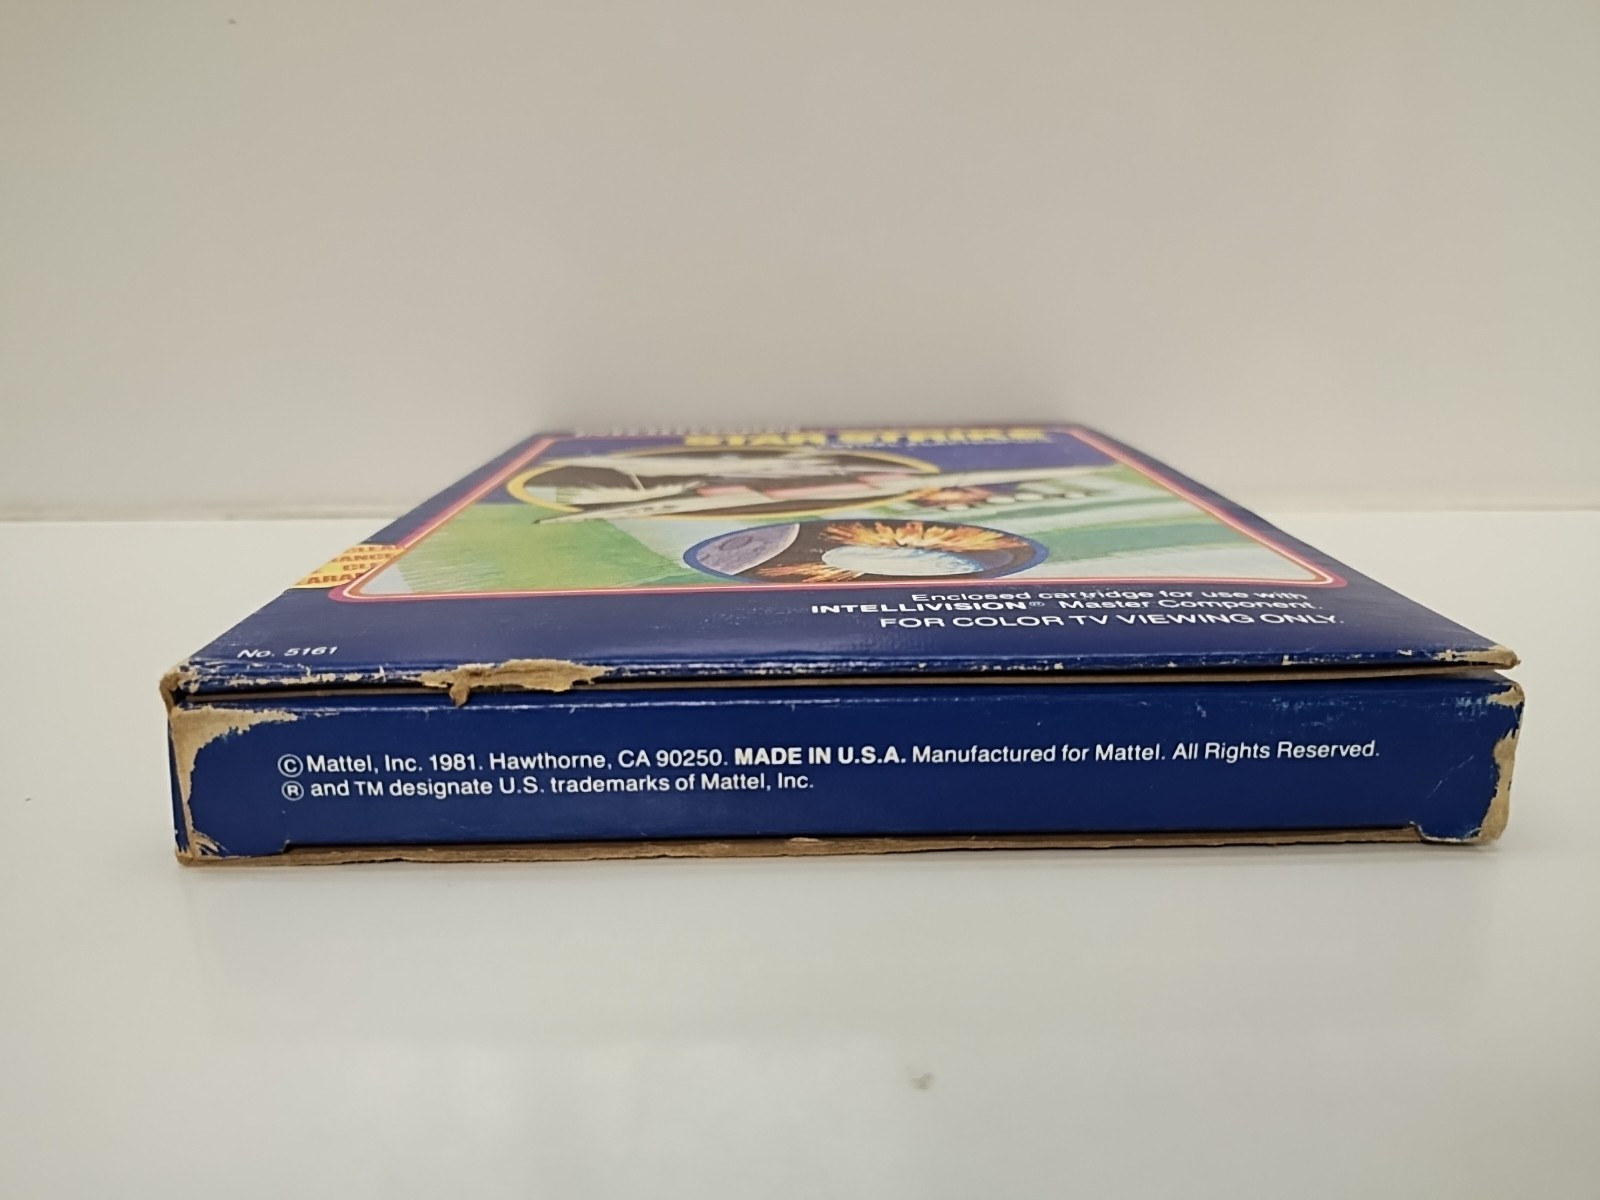 STAR STRIKE
Enclosed cartridge for use with
INTELLIVISION® Master Component.
FOR COLOR TV VIEWING ONLY.
No. 5161
© Mattel, Inc. 1981. Hawthorne, CA 90250. MADE IN U.S.A. Manufactured for Mattel. All Rights Reserved.
® and TM designate U.S. trademarks of Mattel, Inc.